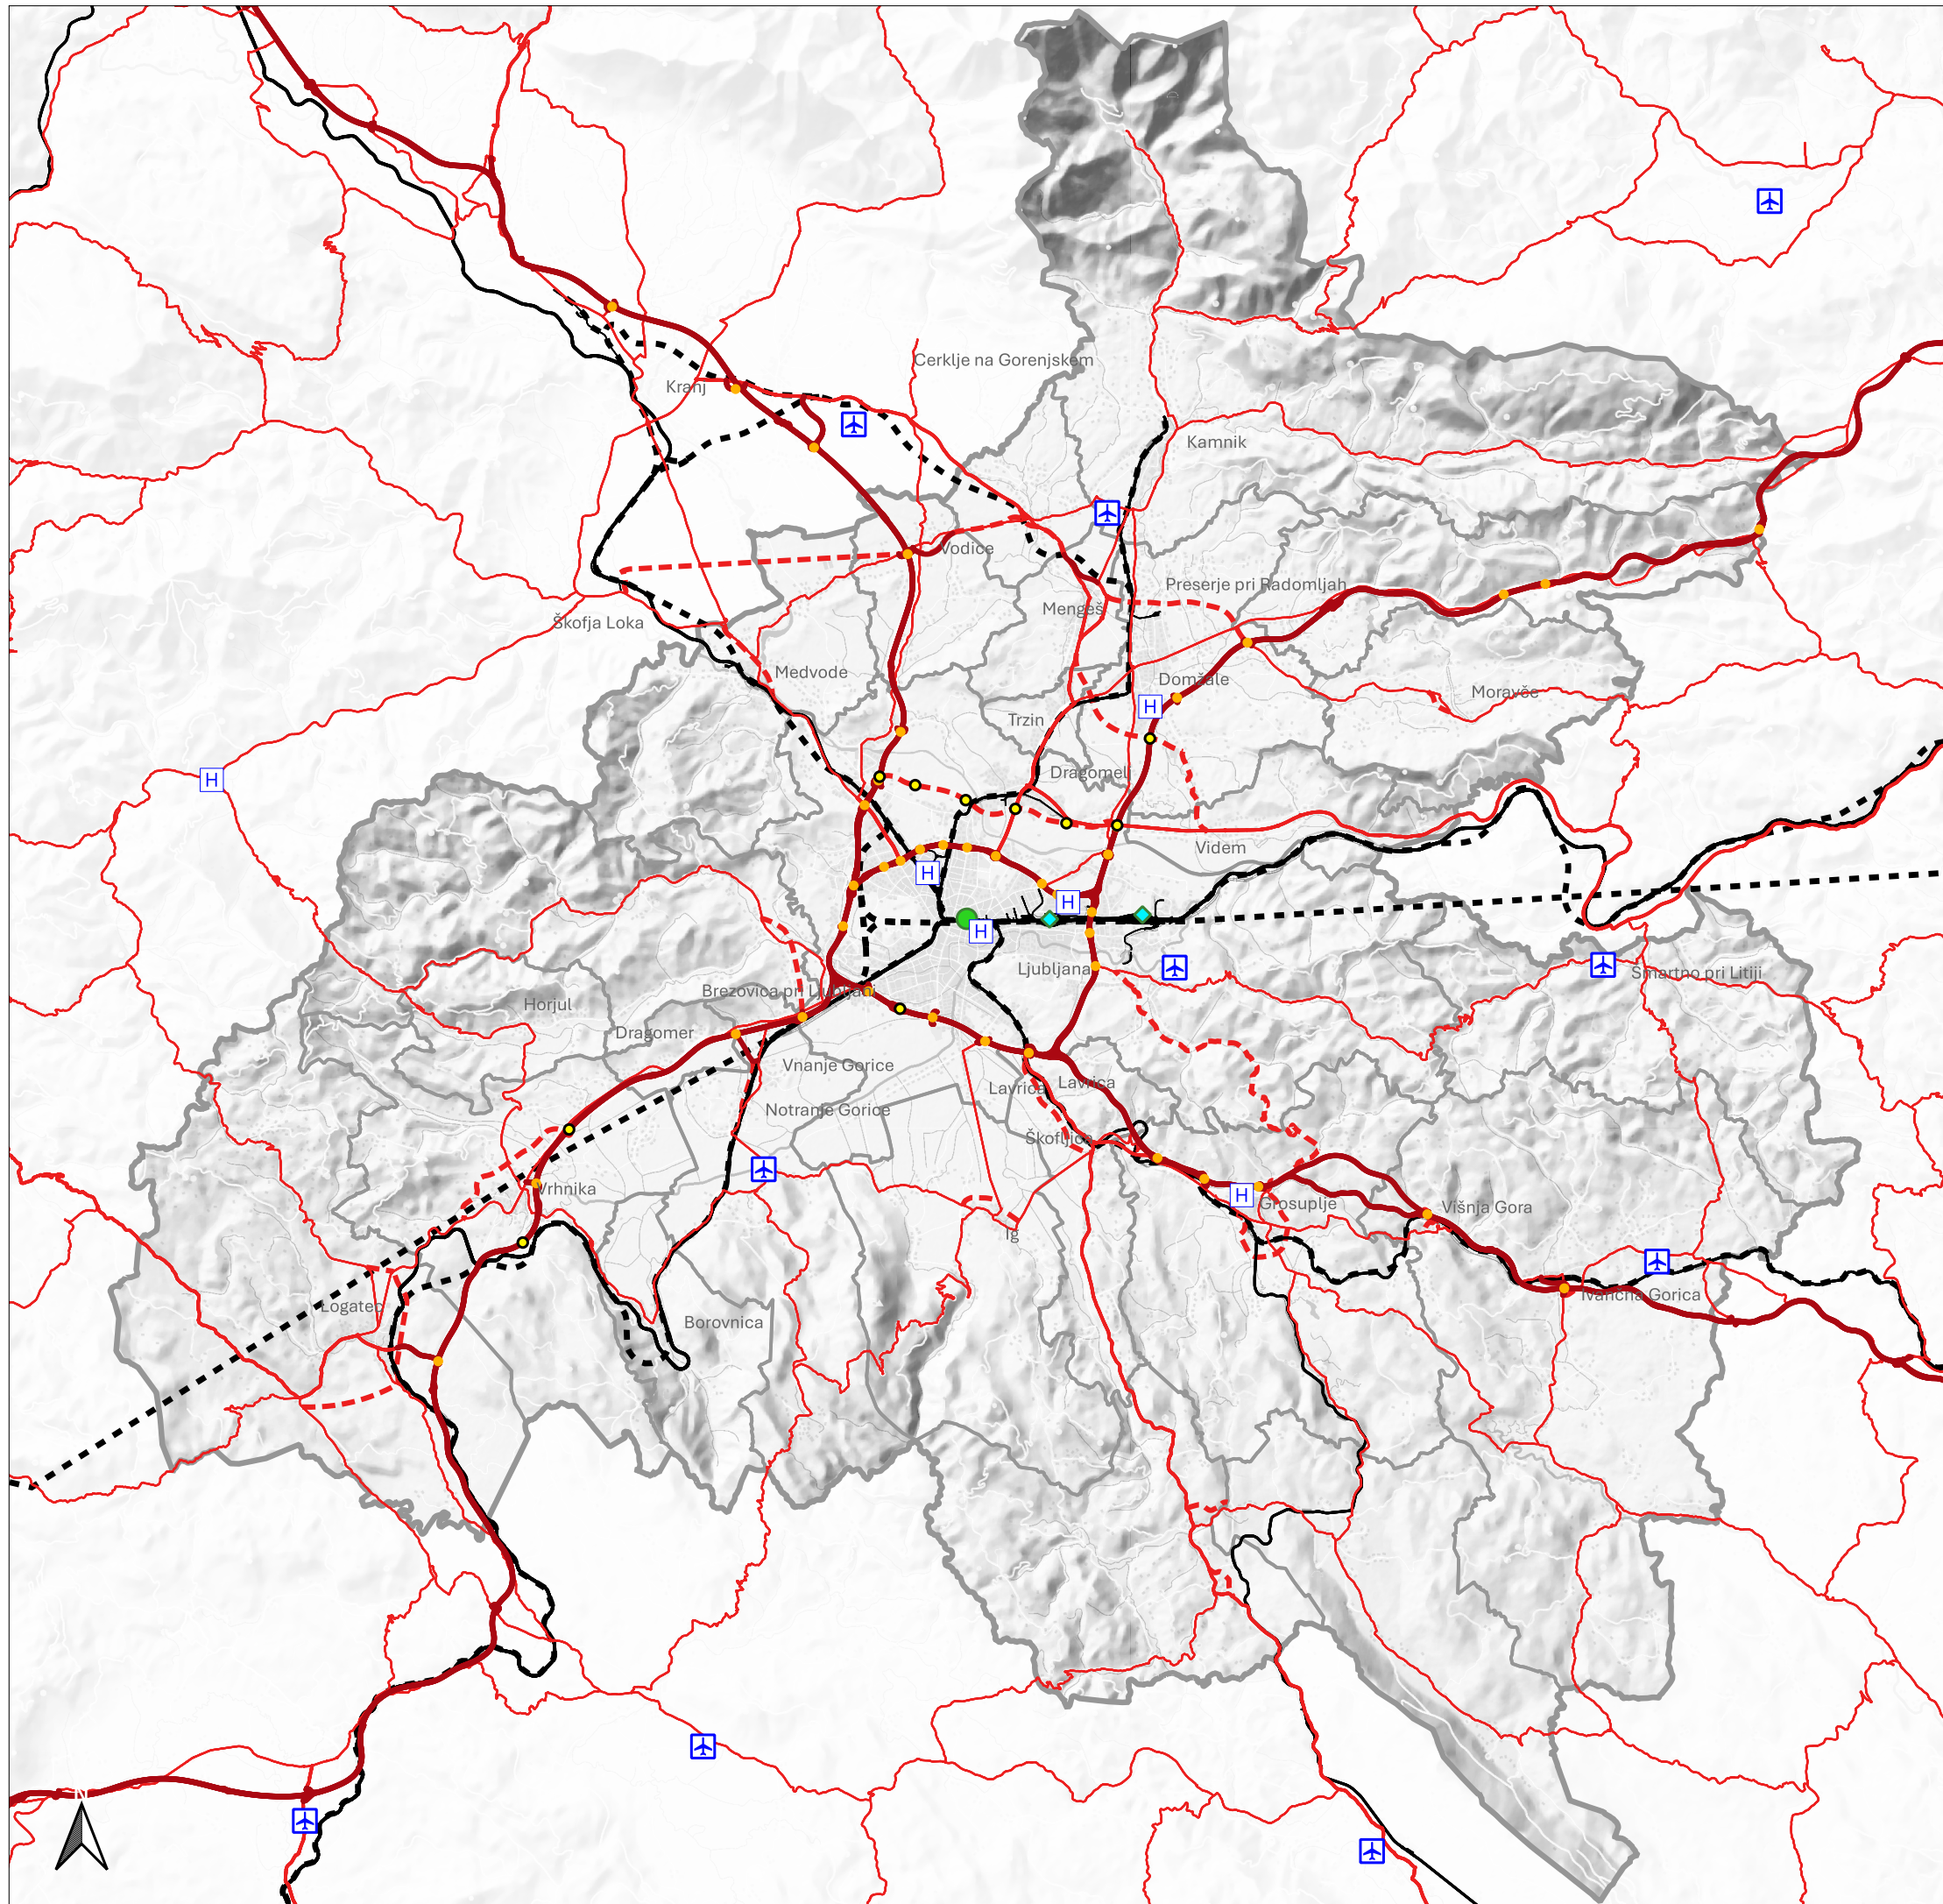 Cerklje na Gorenjskem
Kranj
Kamnik
Vodice
Preserje pri Radomljah
Mengeš
Škofja Loka
Medvode
Domžale
Moravče
H
Trzin
Dragomelj
H
Videm
H
H
H
Ljubljana
Šmartno pri Litiji
Brezovica pri Ljubljani
Horjul
Dragomer
Vnanje Gorice
Lavrica
Lavrica
Notranje Gorice
Škofljica
Vrhnika
H
Grosuplje
Višnja Gora
Ig
Ivančna Gorica
Logatec
Borovnica
N